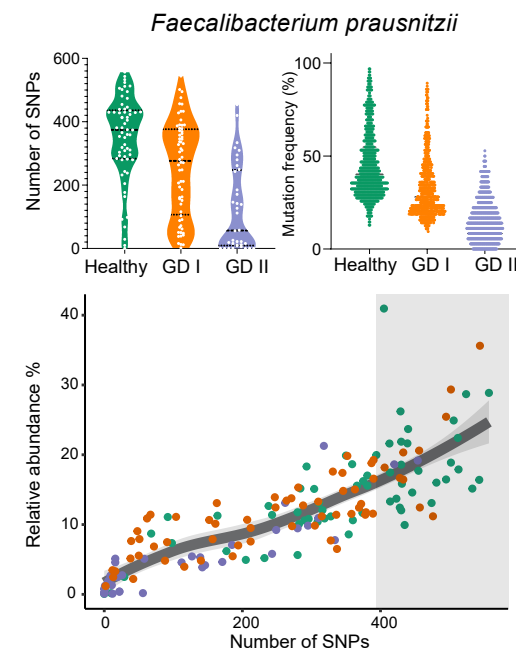 Faecalibacterium prausnitzii
Number of SNPs
600
400
200
0
Healthy GD I GD II
Mutation frequency (%)
100
50
0
Healthy GD I GD II
Relative abundance %
40
30
20
10
0
0 200 400
Number of SNPs